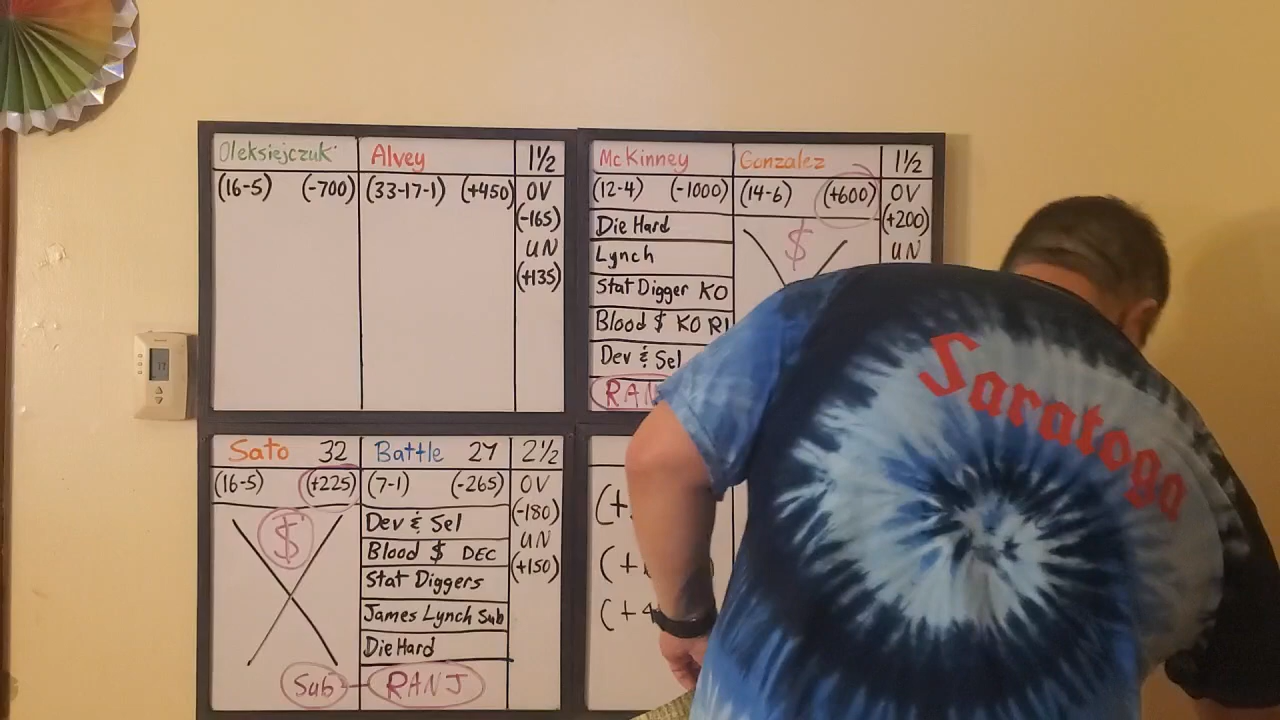 Oleksiejczuk Alvey 1½
(16-5) (-700) (33-17-1) (+450) OV
(-165)
UN
(+135)
McKinney Gonzalez 1½
(12-4) (-1000) (14-6) (+600) OV
Die Hard $ (+200)
Lynch UN
Stat Digger KO
Blood $ KO R1
Dev & Sel
Sato 32 Battle 27 2½
(16-5) (+225) (7-1) (-265) OV
$ Dev & Sel (-180)
Blood $ DEC UN
Stat Diggers (+150)
James Lynch Sub
Die Hard
Sub RANJ
Saratoga